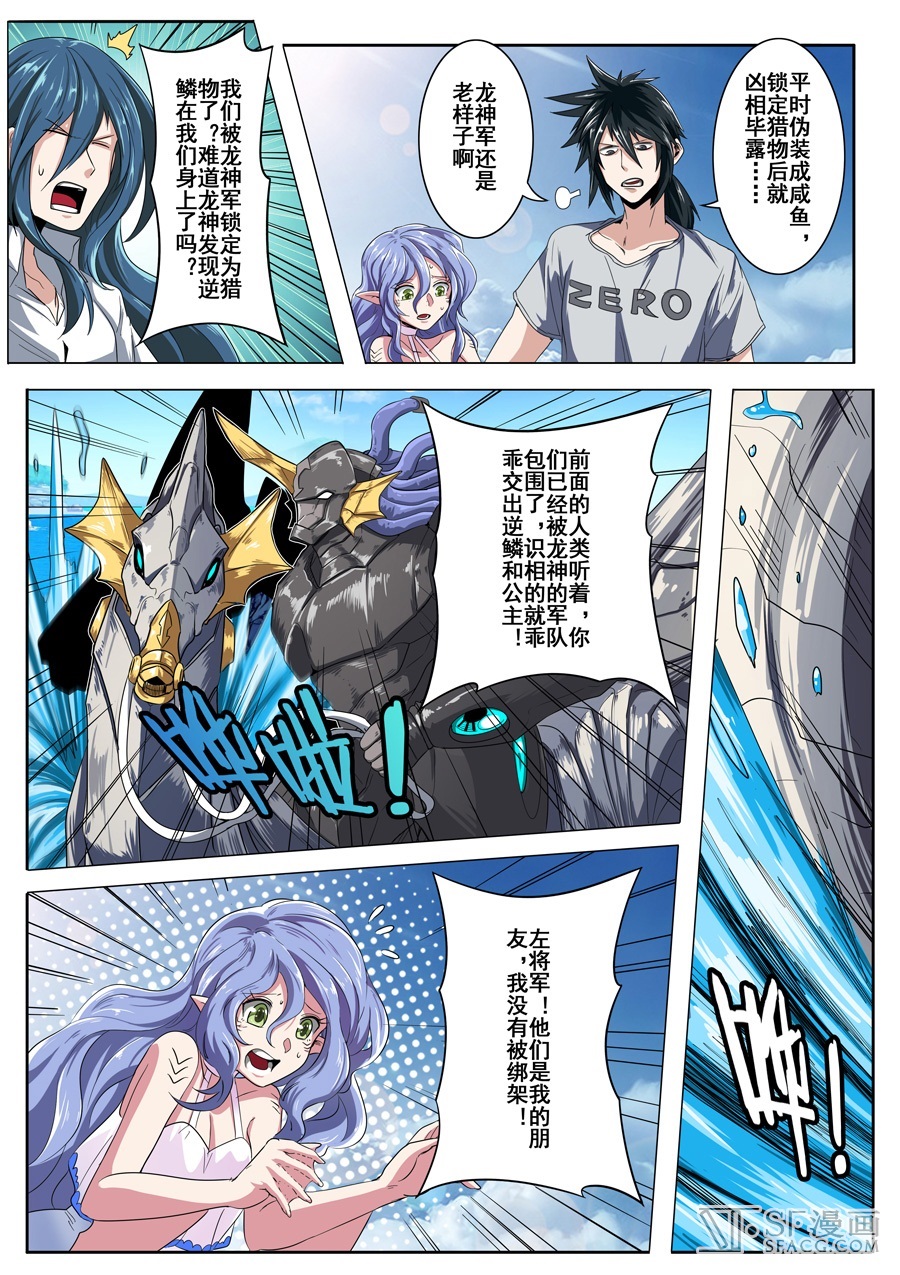 平时伪装成咸鱼，
锁定猎物后就
凶相毕露……
龙神军还是
老样子啊
ZERO
我们被龙神军锁定为猎
物了？难道龙神发现逆
鳞在我们身上了吗？
哗！
前面的人类听着，你
们已经被龙神的军队
包围了，识相的就乖
乖交出逆鳞和公主！
哗啦！
左将军！他们是我的朋
友，我没有被绑架！
SF漫画
SFACG.COM